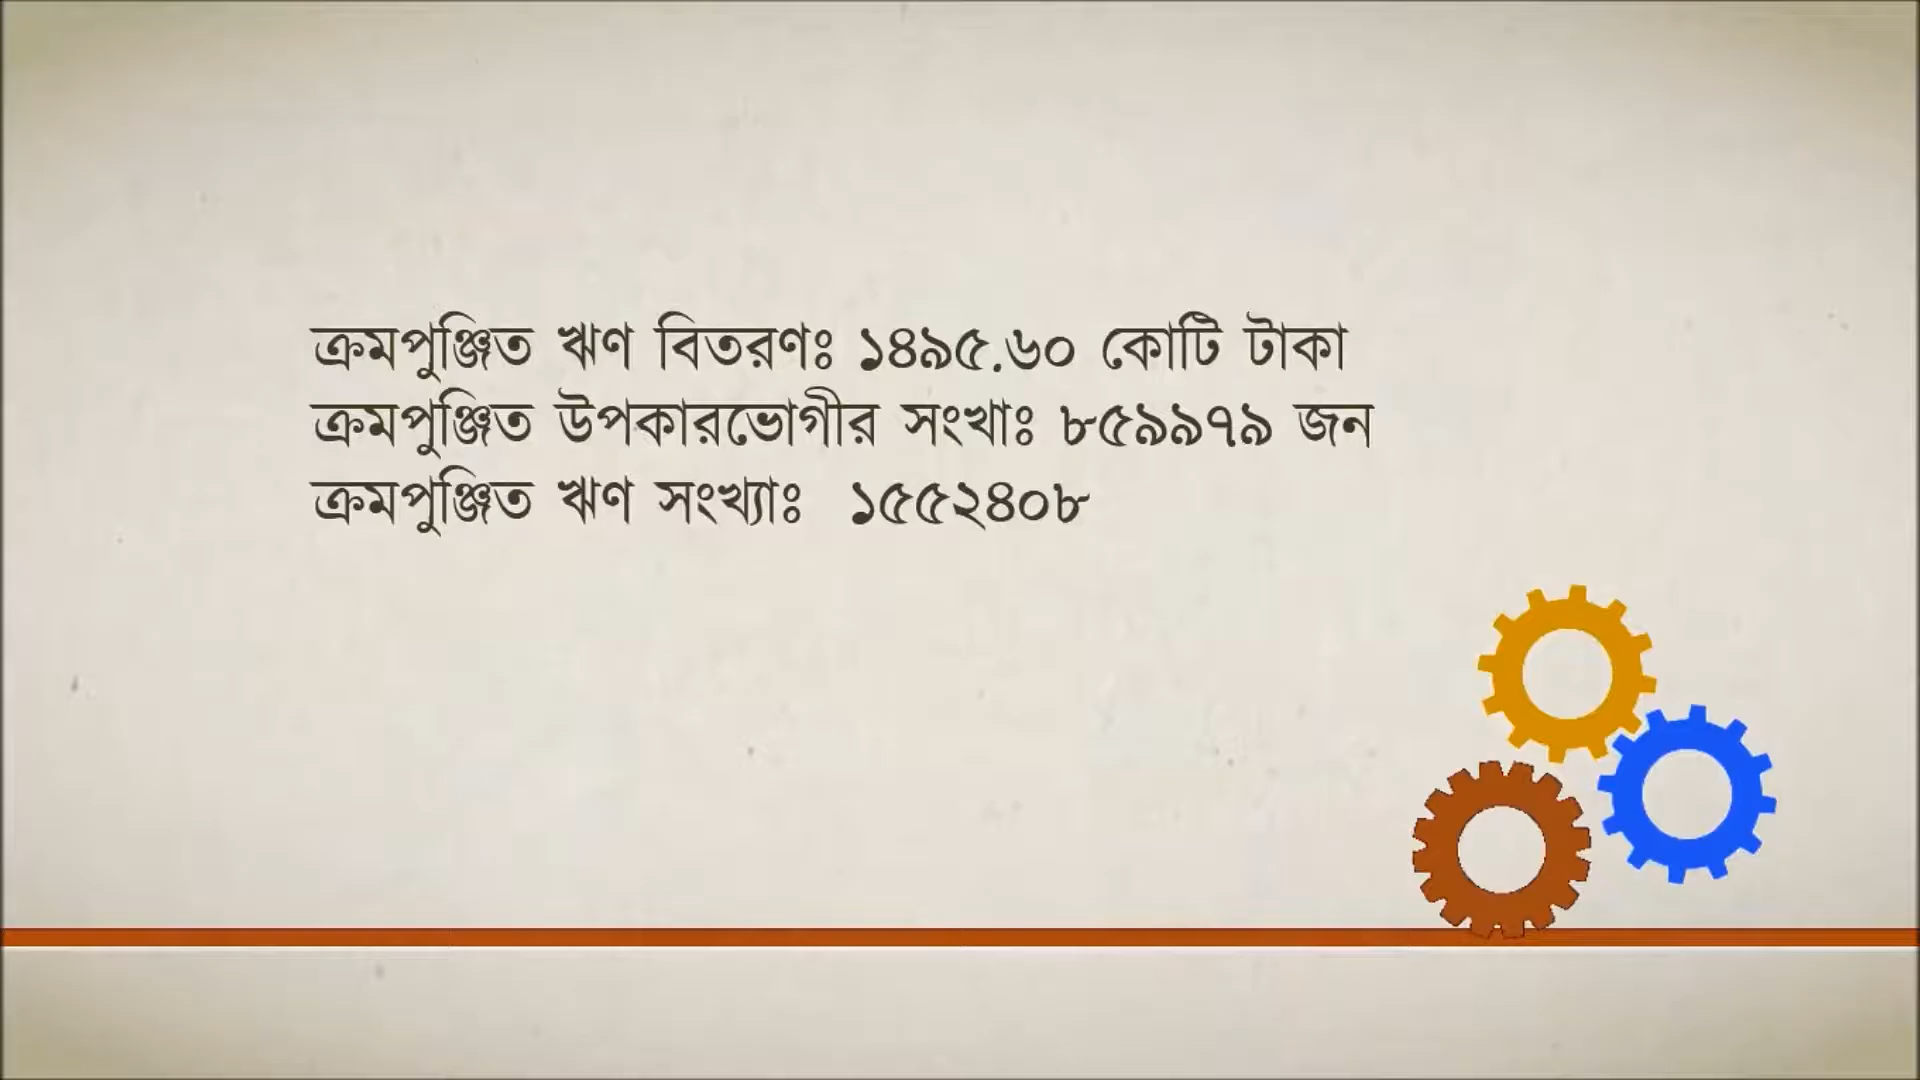 ক্রমপুঞ্জিত ঋণ বিতরণঃ ১৪৯৫.৬০ কোটি টাকা
ক্রমপুঞ্জিত উপকারভোগীর সংখাঃ ৮৫৯৯৭৯ জন
ক্রমপুঞ্জিত ঋণ সংখ্যাঃ ১৫৫২৪০৮